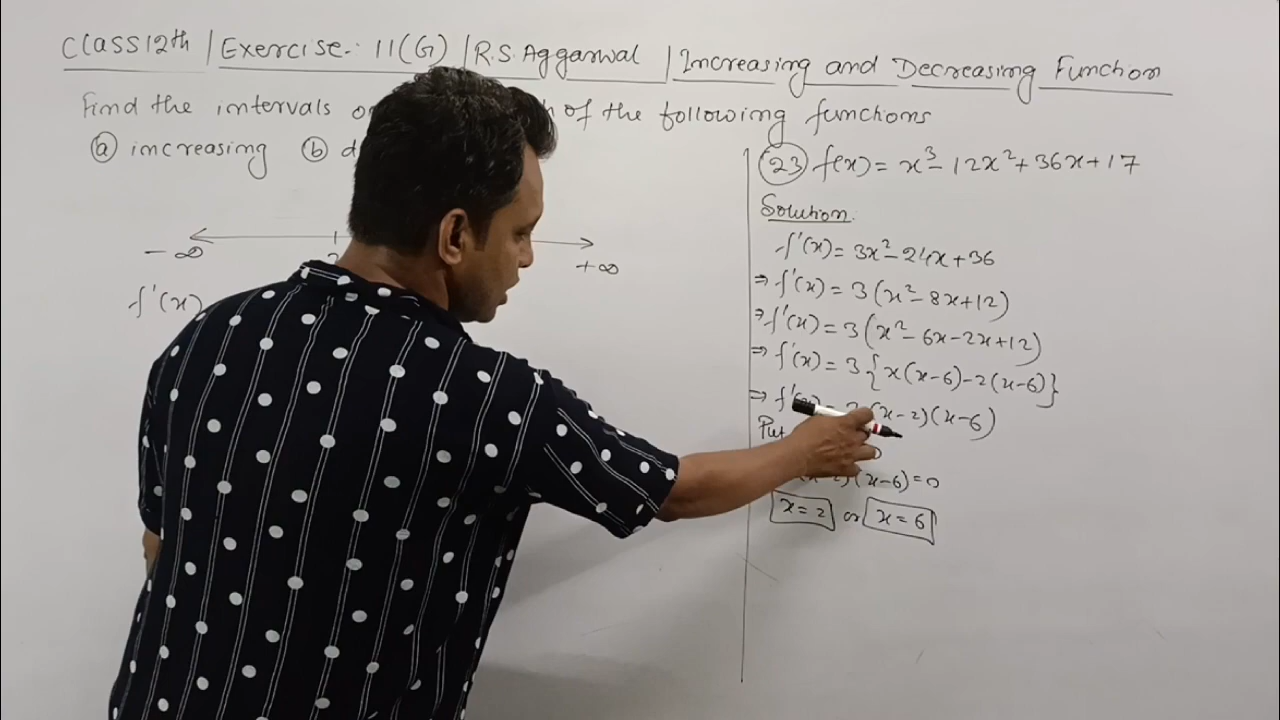 Class 12th | Exercise:- 11(G) | R.S. Aggarwal | Increasing and Decreasing Function
Find the intervals of the following functions
(a) increasing (b)
-∞ +∞
f'(x)
(23) f(x) = x³ - 12x² + 36x + 17
Solution.
f'(x) = 3x² - 24x + 36
⇒ f'(x) = 3(x² - 8x + 12)
⇒ f'(x) = 3(x² - 6x - 2x + 12)
⇒ f'(x) = 3{x(x-6) - 2(x-6)}
⇒ (x-2)(x-6)
Put
(x-6) = 0
x = 2 or x = 6